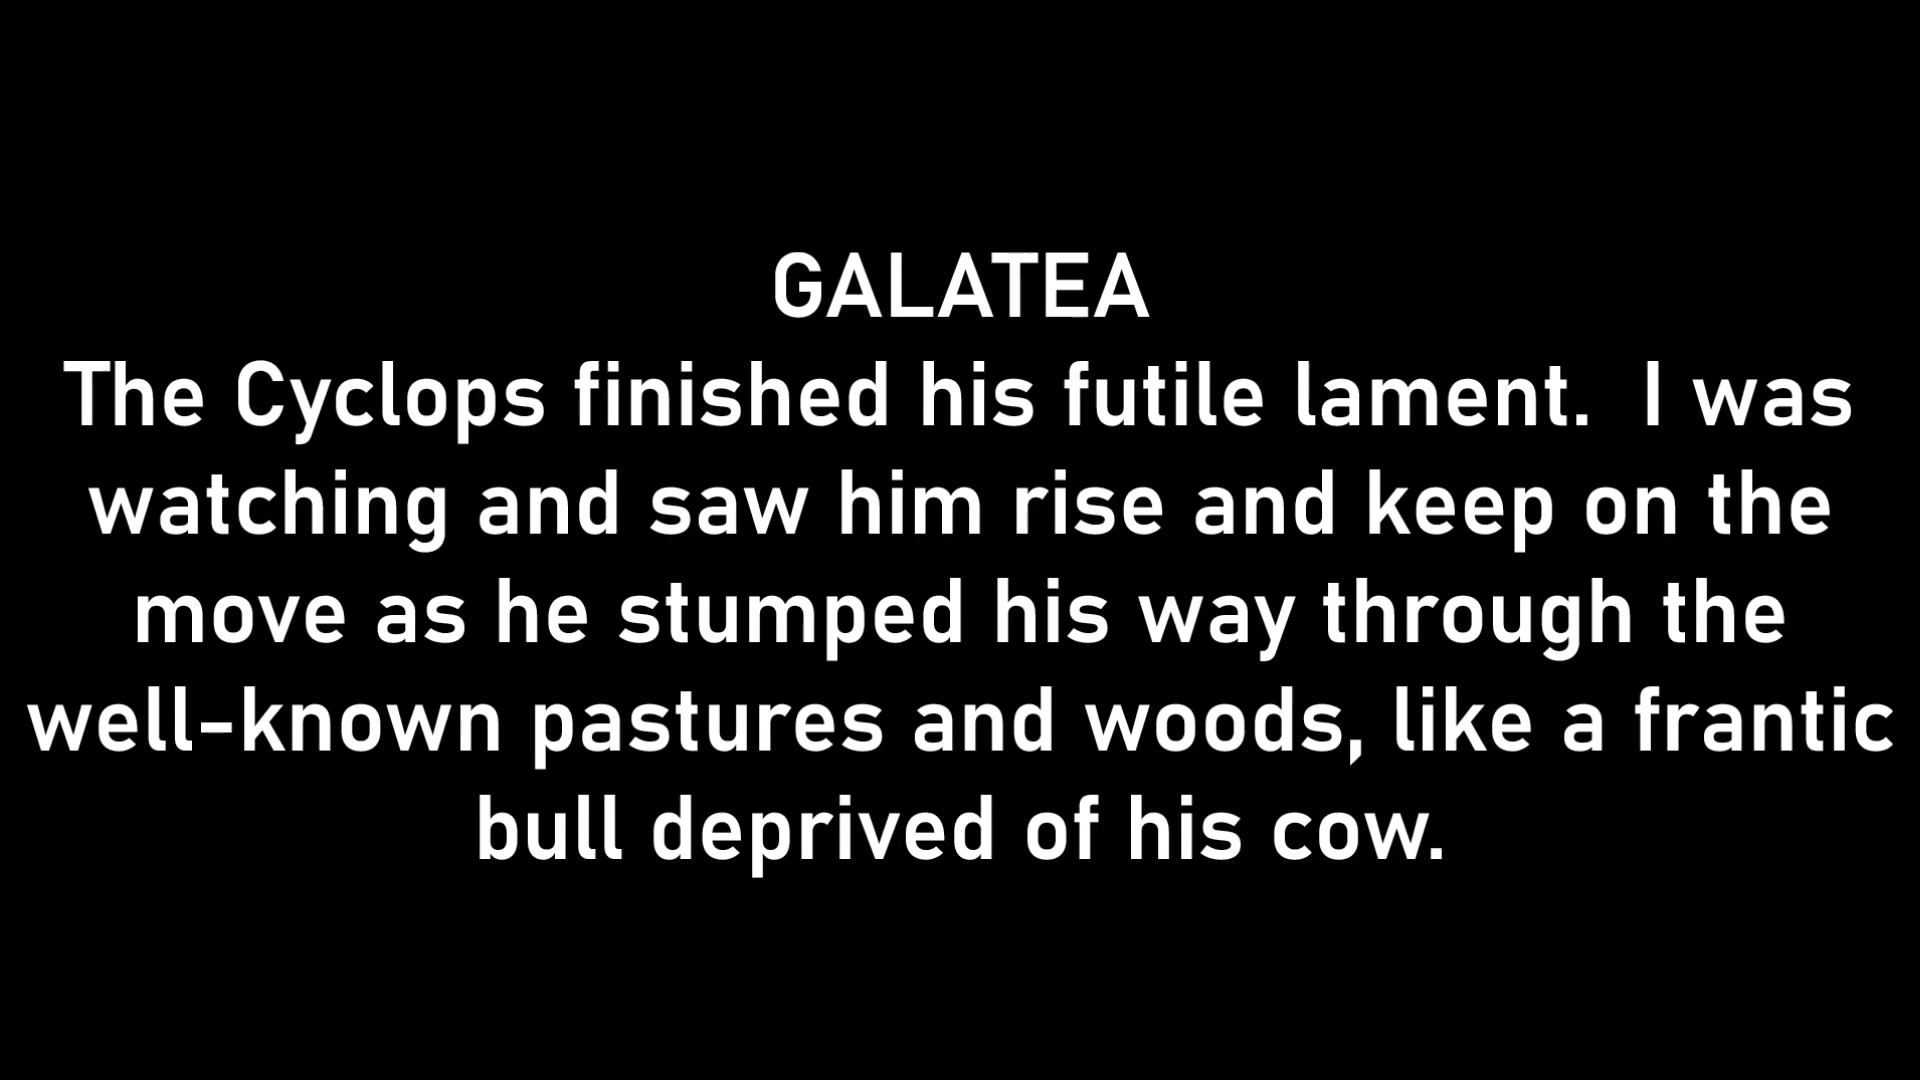 GALATEA
The Cyclops finished his futile lament.  I was
watching and saw him rise and keep on the
move as he stumped his way through the
well-known pastures and woods, like a frantic
bull deprived of his cow.